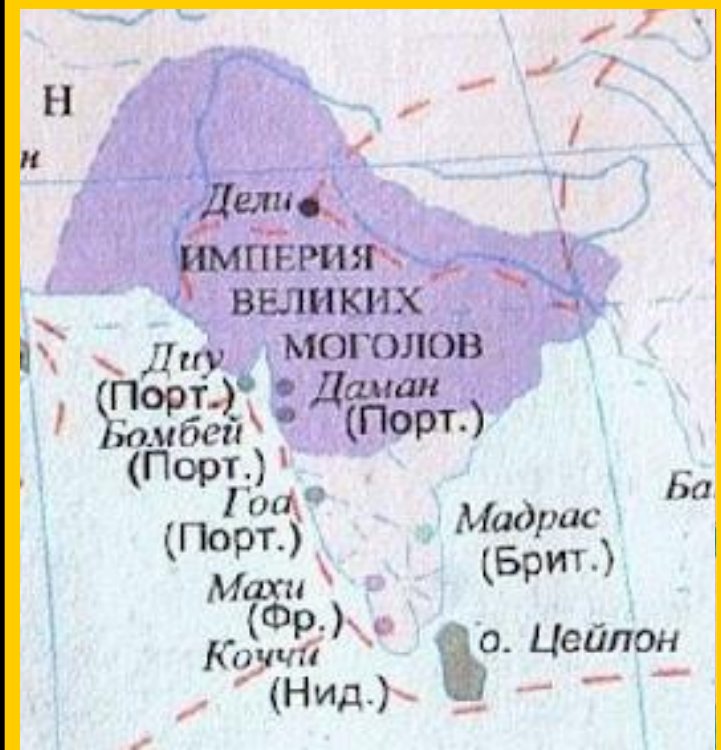 Н
н
Дели
ИМПЕРИЯ
ВЕЛИКИХ
МОГОЛОВ
Диу
(Порт.)
Даман
(Порт.)
Бомбей
(Порт.)
Гоа
(Порт.)
Ба
Мадрас
(Брит.)
Махи
(Фр.)
Коччи
(Нид.)
о. Цейлон